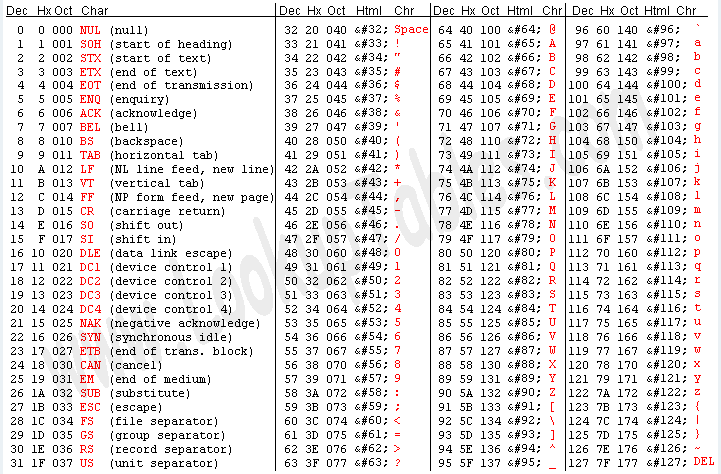 Dec Hx Oct Char Dec Hx Oct Html Chr Dec Hx Oct Html Chr Dec Hx Oct Html Chr
0 0 000 NUL (null) 32 20 040 &#32; Space 64 40 100 &#64; @ 96 60 140 &#96; `
1 1 001 SOH (start of heading) 33 21 041 &#33; ! 65 41 101 &#65; A 97 61 141 &#97; a
2 2 002 STX (start of text) 34 22 042 &#34; " 66 42 102 &#66; B 98 62 142 &#98; b
3 3 003 ETX (end of text) 35 23 043 &#35; # 67 43 103 &#67; C 99 63 143 &#99; c
4 4 004 EOT (end of transmission) 36 24 044 &#36; $ 68 44 104 &#68; D 100 64 144 &#100; d
5 5 005 ENQ (enquiry) 37 25 045 &#37; % 69 45 105 &#69; E 101 65 145 &#101; e
6 6 006 ACK (acknowledge) 38 26 046 &#38; & 70 46 106 &#70; F 102 66 146 &#102; f
7 7 007 BEL (bell) 39 27 047 &#39; ' 71 47 107 &#71; G 103 67 147 &#103; g
8 8 010 BS (backspace) 40 28 050 &#40; ( 72 48 110 &#72; H 104 68 150 &#104; h
9 9 011 TAB (horizontal tab) 41 29 051 &#41; ) 73 49 111 &#73; I 105 69 151 &#105; i
10 A 012 LF (NL line feed, new line) 42 2A 052 &#42; * 74 4A 112 &#74; J 106 6A 152 &#106; j
11 B 013 VT (vertical tab) 43 2B 053 &#43; + 75 4B 113 &#75; K 107 6B 153 &#107; k
12 C 014 FF (NP form feed, new page) 44 2C 054 &#44; , 76 4C 114 &#76; L 108 6C 154 &#108; l
13 D 015 CR (carriage return) 45 2D 055 &#45; - 77 4D 115 &#77; M 109 6D 155 &#109; m
14 E 016 SO (shift out) 46 2E 056 &#46; . 78 4E 116 &#78; N 110 6E 156 &#110; n
15 F 017 SI (shift in) 47 2F 057 &#47; / 79 4F 117 &#79; O 111 6F 157 &#111; o
16 10 020 DLE (data link escape) 48 30 060 &#48; 0 80 50 120 &#80; P 112 70 160 &#112; p
17 11 021 DC1 (device control 1) 49 31 061 &#49; 1 81 51 121 &#81; Q 113 71 161 &#113; q
18 12 022 DC2 (device control 2) 50 32 062 &#50; 2 82 52 122 &#82; R 114 72 162 &#114; r
19 13 023 DC3 (device control 3) 51 33 063 &#51; 3 83 53 123 &#83; S 115 73 163 &#115; s
20 14 024 DC4 (device control 4) 52 34 064 &#52; 4 84 54 124 &#84; T 116 74 164 &#116; t
21 15 025 NAK (negative acknowledge) 53 35 065 &#53; 5 85 55 125 &#85; U 117 75 165 &#117; u
22 16 026 SYN (synchronous idle) 54 36 066 &#54; 6 86 56 126 &#86; V 118 76 166 &#118; v
23 17 027 ETB (end of trans. block) 55 37 067 &#55; 7 87 57 127 &#87; W 119 77 167 &#119; w
24 18 030 CAN (cancel) 56 38 070 &#56; 8 88 58 130 &#88; X 120 78 170 &#120; x
25 19 031 EM (end of medium) 57 39 071 &#57; 9 89 59 131 &#89; Y 121 79 171 &#121; y
26 1A 032 SUB (substitute) 58 3A 072 &#58; : 90 5A 132 &#90; Z 122 7A 172 &#122; z
27 1B 033 ESC (escape) 59 3B 073 &#59; ; 91 5B 133 &#91; [ 123 7B 173 &#123; {
28 1C 034 FS (file separator) 60 3C 074 &#60; < 92 5C 134 &#92; \ 124 7C 174 &#124; |
29 1D 035 GS (group separator) 61 3D 075 &#61; = 93 5D 135 &#93; ] 125 7D 175 &#125; }
30 1E 036 RS (record separator) 62 3E 076 &#62; > 94 5E 136 &#94; ^ 126 7E 176 &#126; ~
31 1F 037 US (unit separator) 63 3F 077 &#63; ? 95 5F 137 &#95; _ 127 7F 177 &#127; DEL